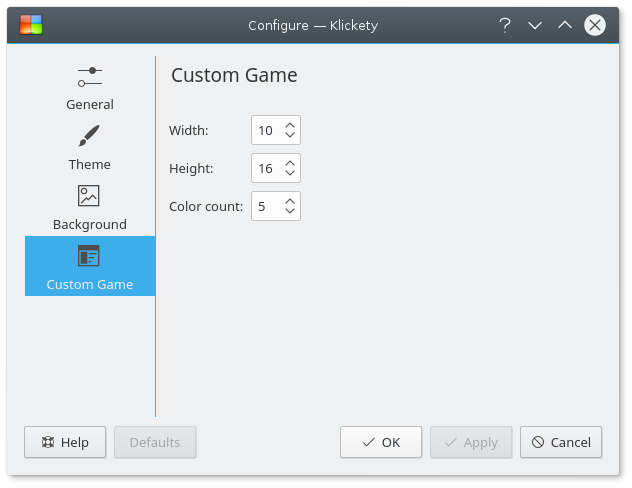 Configure — Klickety
General
Theme
Background
Custom Game
Custom Game
Width: 10
Height: 16
Color count: 5
Help Defaults OK Apply Cancel